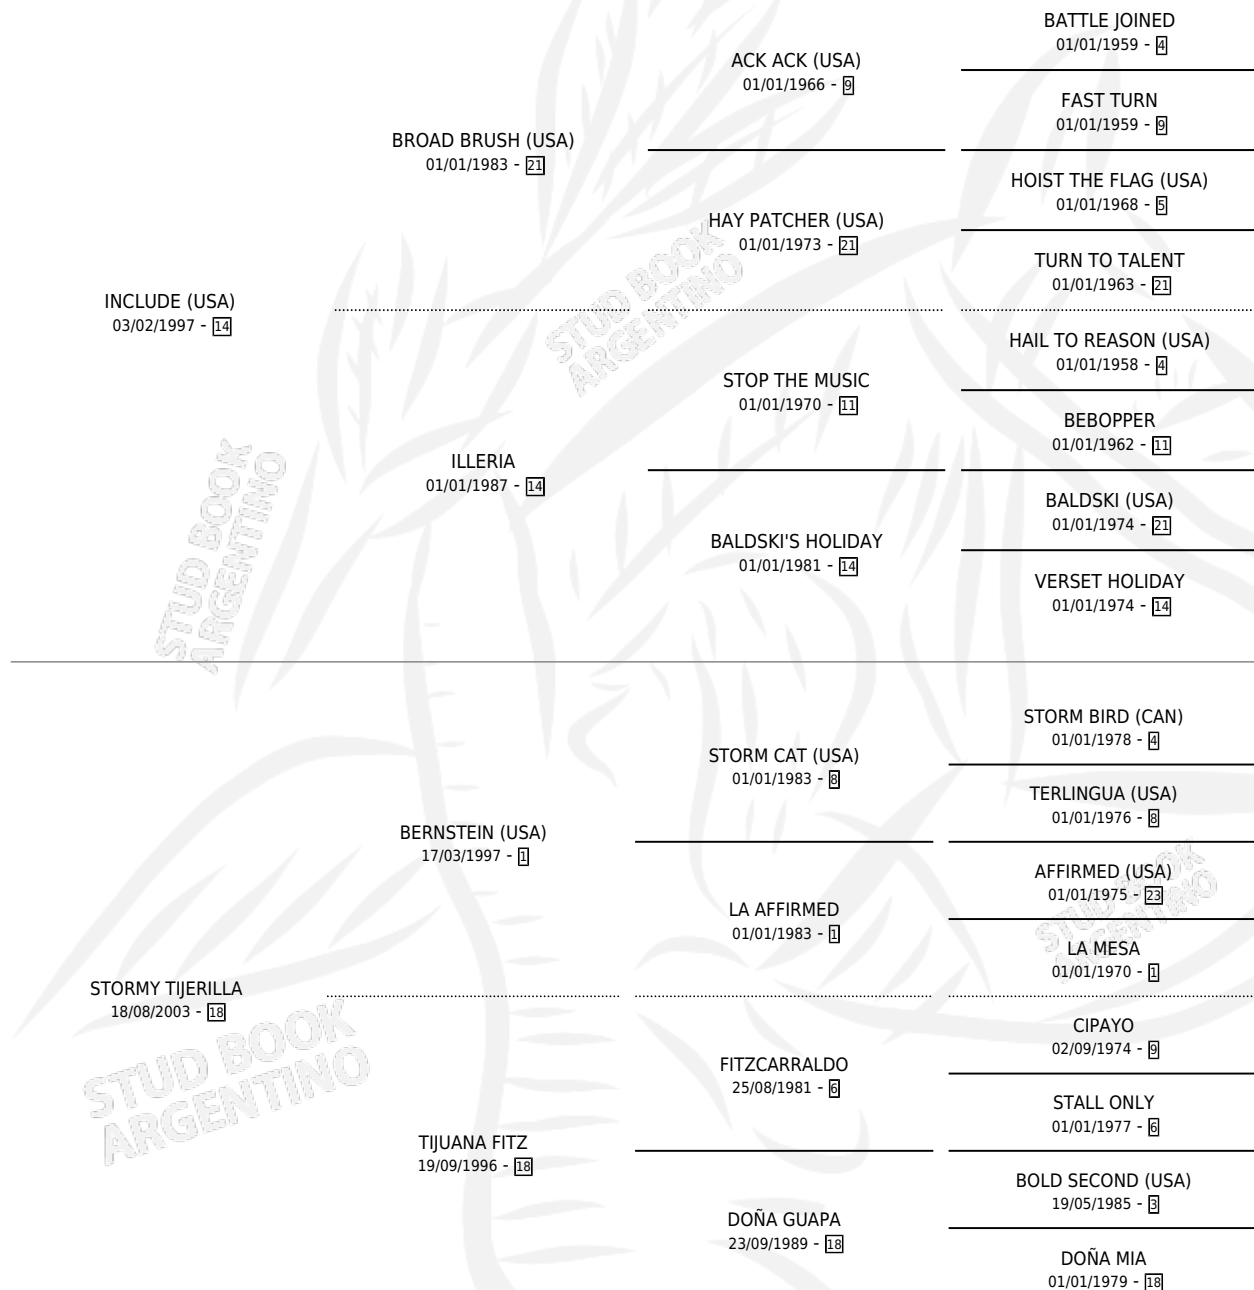 BATTLE JOINED
01/01/1959 - 4
ACK ACK (USA)
01/01/1966 - 9
FAST TURN
01/01/1959 - 9
BROAD BRUSH (USA)
01/01/1983 - 21
HOIST THE FLAG (USA)
01/01/1968 - 5
HAY PATCHER (USA)
01/01/1973 - 21
TURN TO TALENT
01/01/1963 - 21
INCLUDE (USA)
03/02/1997 - 14
HAIL TO REASON (USA)
01/01/1958 - 4
STOP THE MUSIC
01/01/1970 - 11
BEBOPPER
01/01/1962 - 11
ILLERIA
01/01/1987 - 14
BALDSKI (USA)
01/01/1974 - 21
BALDSKI'S HOLIDAY
01/01/1981 - 14
VERSET HOLIDAY
01/01/1974 - 14
STORM BIRD (CAN)
01/01/1978 - 4
STORM CAT (USA)
01/01/1983 - 8
TERLINGUA (USA)
01/01/1976 - 8
BERNSTEIN (USA)
17/03/1997 - 1
AFFIRMED (USA)
01/01/1975 - 23
LA AFFIRMED
01/01/1983 - 1
LA MESA
01/01/1970 - 1
STORMY TIJERILLA
18/08/2003 - 18
CIPAYO
02/09/1974 - 9
FITZCARRALDO
25/08/1981 - 6
STALL ONLY
01/01/1977 - 6
TIJUANA FITZ
19/09/1996 - 18
BOLD SECOND (USA)
19/05/1985 - 3
DOÑA GUAPA
23/09/1989 - 18
DOÑA MIA
01/01/1979 - 18
STUD BOOK
ARGENTINO
STUD BOOK
ARGENTINO
STUD BOOK
ARGENTINO
STUD BOOK
ARGENTINO